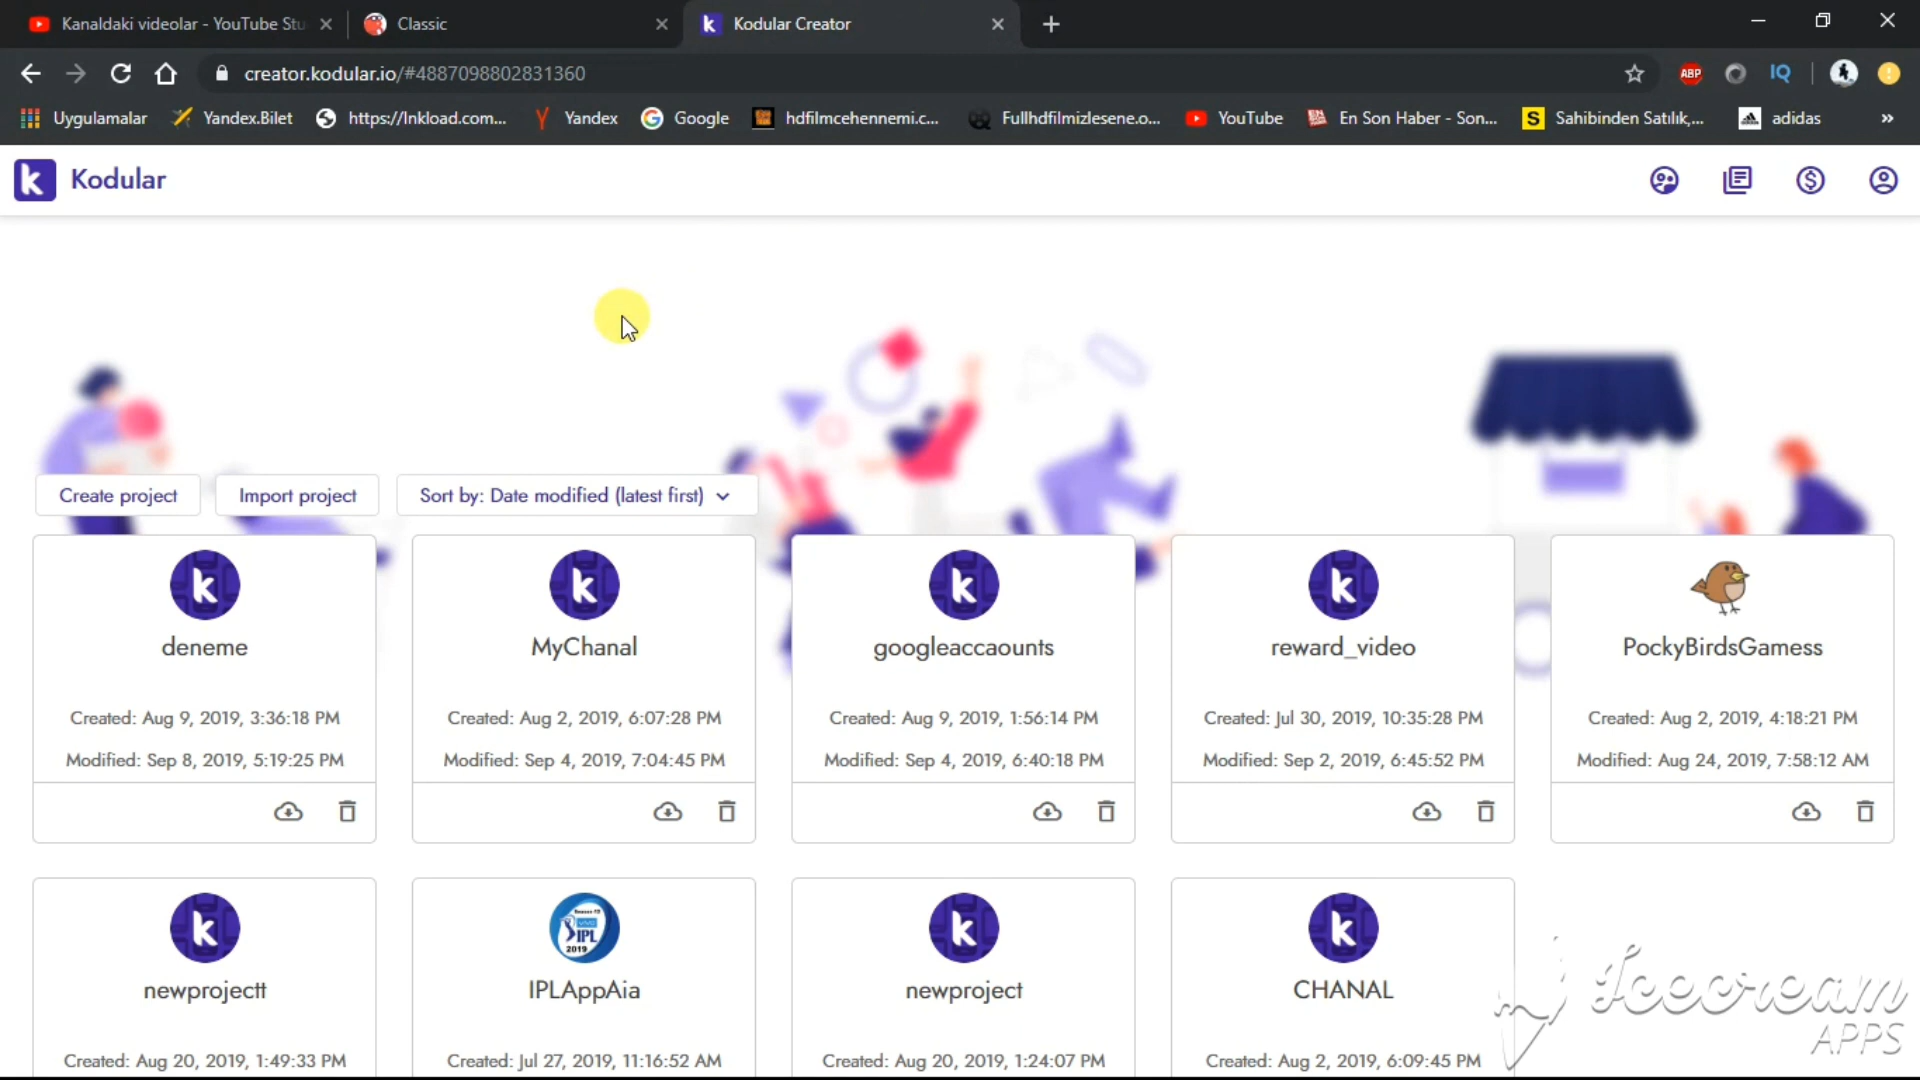 Kanaldaki videolar - YouTube Stu
Classic
Kodular Creator
creator.kodular.io/#4887098802831360
ABP
IQ
Uygulamalar
Yandex.Bilet
https://lnkload.com...
Yandex
Google
hdfilmcehennemi.c...
Fullhdfilmizlesene.o...
YouTube
En Son Haber - Son...
S
Sahibinden Satılık,...
adidas
»
k
Kodular
Create project
Import project
Sort by: Date modified (latest first)
k
k
k
k
deneme
MyChanal
googleaccaounts
reward_video
PockyBirdsGamess
Created: Aug 9, 2019, 3:36:18 PM
Created: Aug 2, 2019, 6:07:28 PM
Created: Aug 9, 2019, 1:56:14 PM
Created: Jul 30, 2019, 10:35:28 PM
Created: Aug 2, 2019, 4:18:21 PM
Modified: Sep 8, 2019, 5:19:25 PM
Modified: Sep 4, 2019, 7:04:45 PM
Modified: Sep 4, 2019, 6:40:18 PM
Modified: Sep 2, 2019, 6:45:52 PM
Modified: Aug 24, 2019, 7:58:12 AM
k
VIVO
IPL
2019
k
k
newprojectt
IPLAppAia
newproject
CHANAL
Created: Aug 20, 2019, 1:49:33 PM
Created: Jul 27, 2019, 11:16:52 AM
Created: Aug 20, 2019, 1:24:07 PM
Created: Aug 2, 2019, 6:09:45 PM
Icecream
APPS